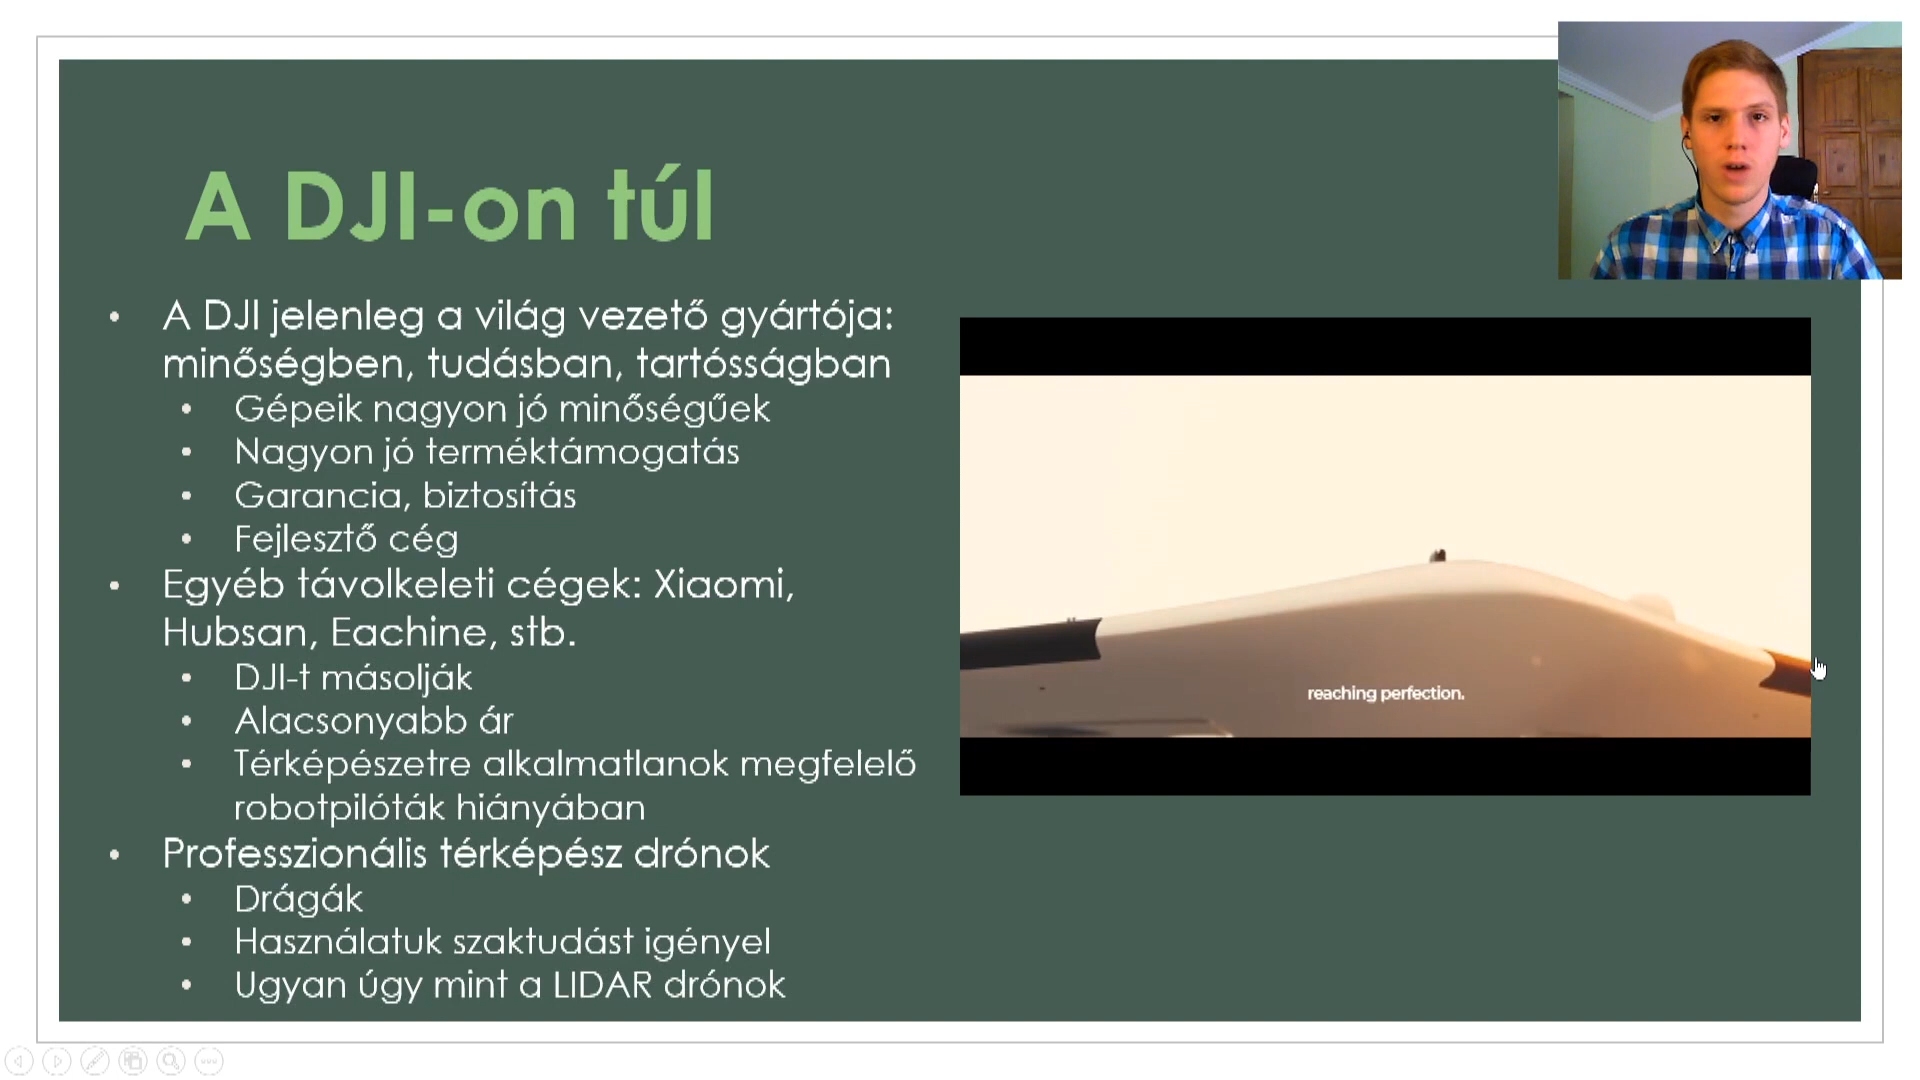 A DJI-on túl
A DJI jelenleg a világ vezető gyártója:
minőségben, tudásban, tartósságban
Gépeik nagyon jó minőségűek
Nagyon jó terméktámogatás
Garancia, biztosítás
Fejlesztő cég
Egyéb távolkeleti cégek: Xiaomi,
Hubsan, Eachine, stb.
DJI-t másolják
Alacsonyabb ár
Térképészetre alkalmatlanok megfelelő
robotpilóták hiányában
Professzionális térképész drónok
Drágák
Használatuk szaktudást igényel
Ugyan úgy mint a LIDAR drónok
reaching perfection.